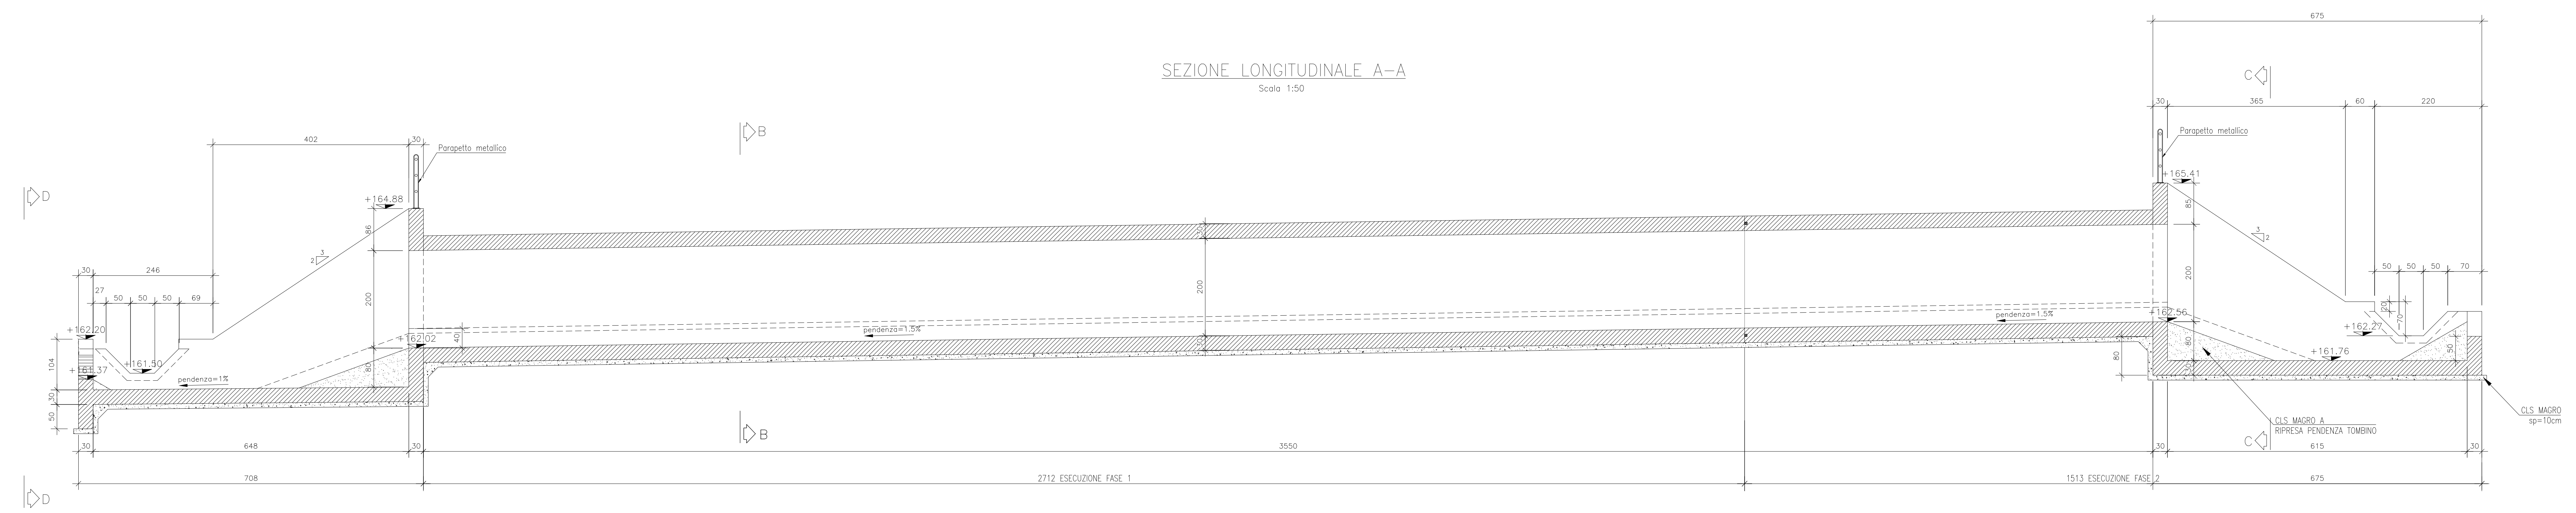 675
SEZIONE LONGITUDINALE A-A
Scala 1:50
C
30 365 60 220
B
Parapetto metallico
402 30
Parapetto metallico
+165.41
D
+164.88
85
86
30
3
2
3
2
30 246
50 50 50 70
27 50 50 50 69
200
200
200
20
70
+162.20
+162.56
+162.27
pendenza=1.5%
pendenza=1.5%
40
+162.02
30
80
80
50
104
+161.50
+161.37
+161.76
pendenza=1%
80
30
30
50
CLS MAGRO
sp=10cm
CLS MAGRO A
RIPRESA PENDENZA TOMBINO
B
C
30 648 30 3550 30 615 30
708 2712 ESECUZIONE FASE 1 1513 ESECUZIONE FASE 2 675
D